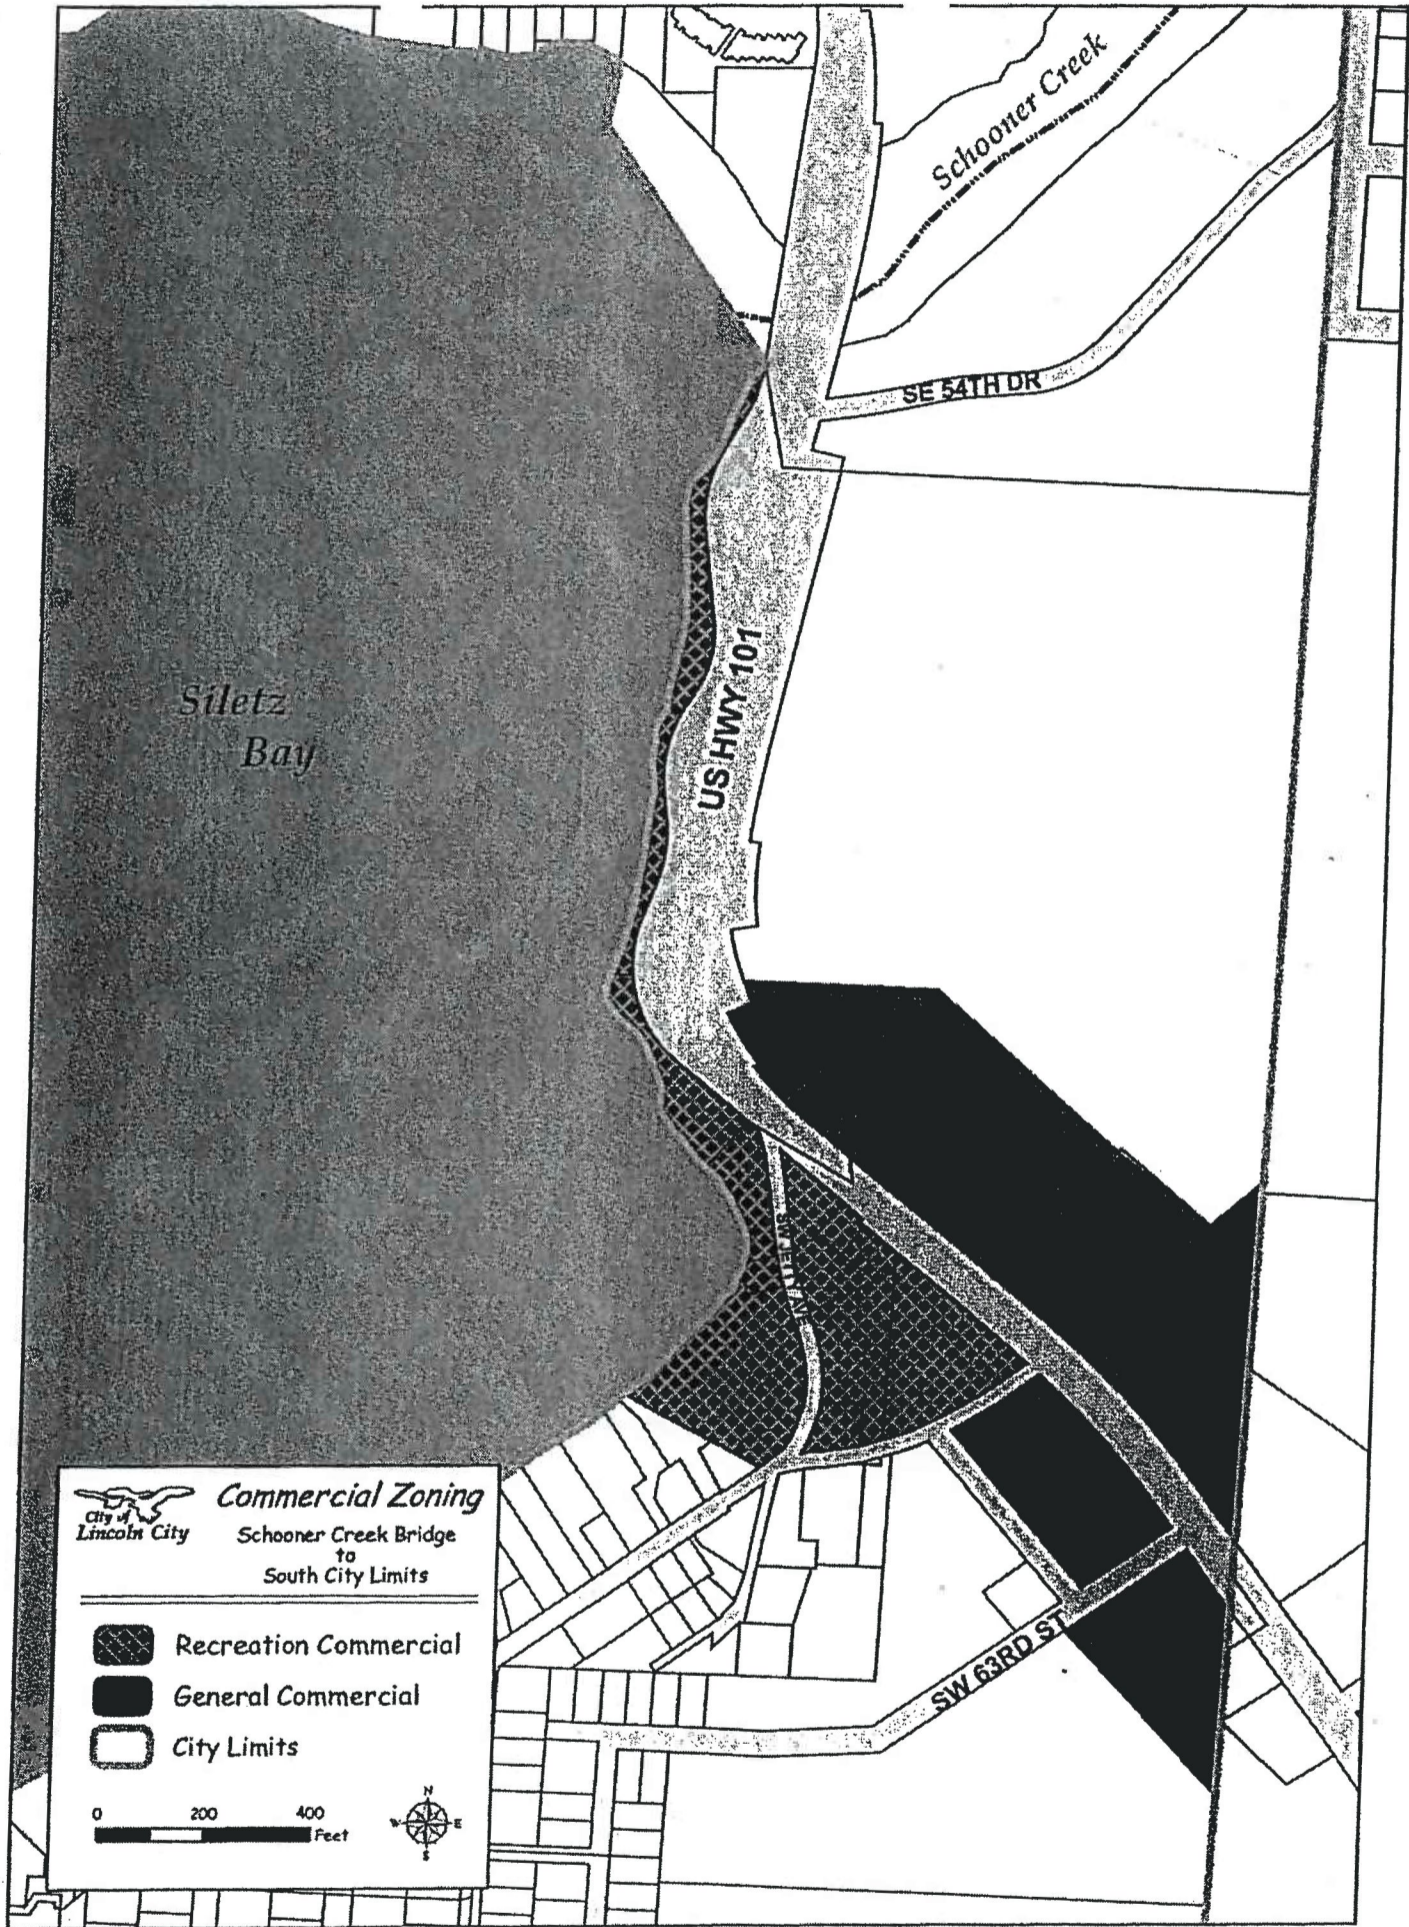 Schooner Creek
SE 54TH DR
US HWY 101
Siletz
Bay
SW 63RD ST
City of
Lincoln City
Commercial Zoning
Schooner Creek Bridge
to
South City Limits
Recreation Commercial
General Commercial
City Limits
0 200 400
Feet
N
W E
S